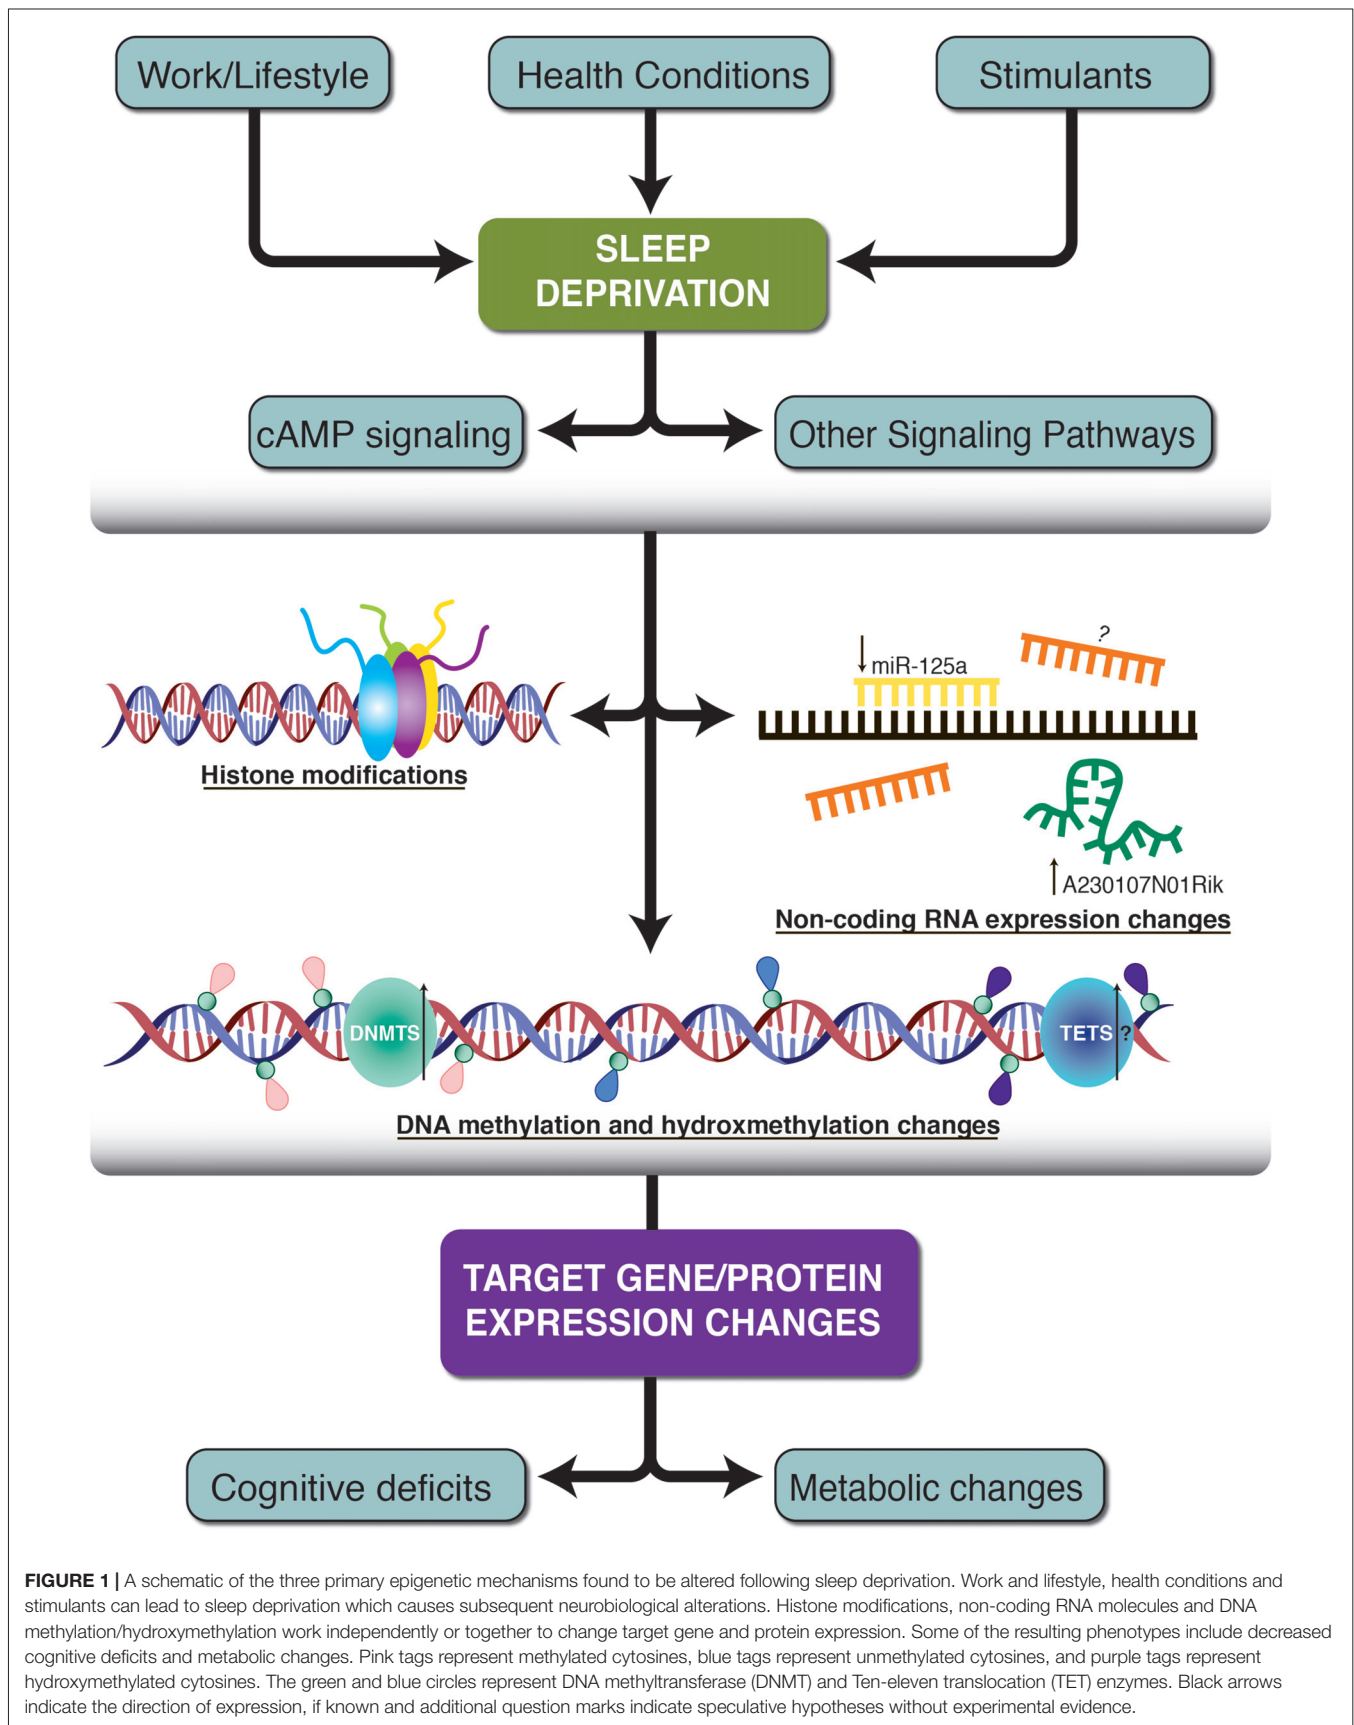 Work/Lifestyle
Health Conditions
Stimulants
SLEEP
DEPRIVATION
cAMP signaling
Other Signaling Pathways
Histone modifications
miR-125a
?
A230107N01Rik
Non-coding RNA expression changes
DNMTS
TETS
?
DNA methylation and hydroxmethylation changes
TARGET GENE/PROTEIN
EXPRESSION CHANGES
Cognitive deficits
Metabolic changes
FIGURE 1 | A schematic of the three primary epigenetic mechanisms found to be altered following sleep deprivation. Work and lifestyle, health conditions and
stimulants can lead to sleep deprivation which causes subsequent neurobiological alterations. Histone modifications, non-coding RNA molecules and DNA
methylation/hydroxymethylation work independently or together to change target gene and protein expression. Some of the resulting phenotypes include decreased
cognitive deficits and metabolic changes. Pink tags represent methylated cytosines, blue tags represent unmethylated cytosines, and purple tags represent
hydroxymethylated cytosines. The green and blue circles represent DNA methyltransferase (DNMT) and Ten-eleven translocation (TET) enzymes. Black arrows
indicate the direction of expression, if known and additional question marks indicate speculative hypotheses without experimental evidence.